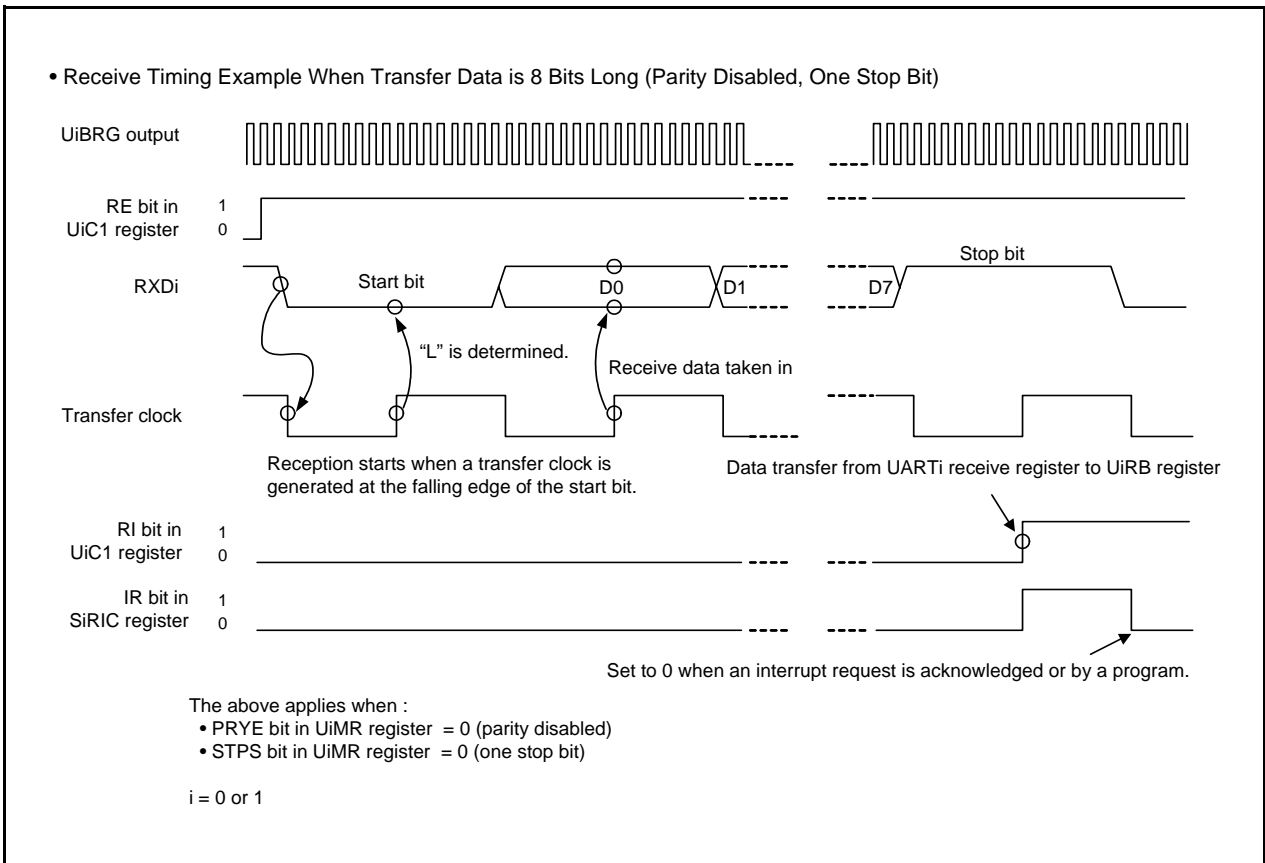 • Receive Timing Example When Transfer Data is 8 Bits Long (Parity Disabled, One Stop Bit)
UiBRG output
RE bit in
UiC1 register
1
0
RXDi
Start bit
D0
D1
D7
Stop bit
“L” is determined.
Receive data taken in
Transfer clock
Reception starts when a transfer clock is
generated at the falling edge of the start bit.
Data transfer from UARTi receive register to UiRB register
RI bit in
UiC1 register
1
0
IR bit in
SiRIC register
1
0
Set to 0 when an interrupt request is acknowledged or by a program.
The above applies when :
• PRYE bit in UiMR register = 0 (parity disabled)
• STPS bit in UiMR register = 0 (one stop bit)
i = 0 or 1